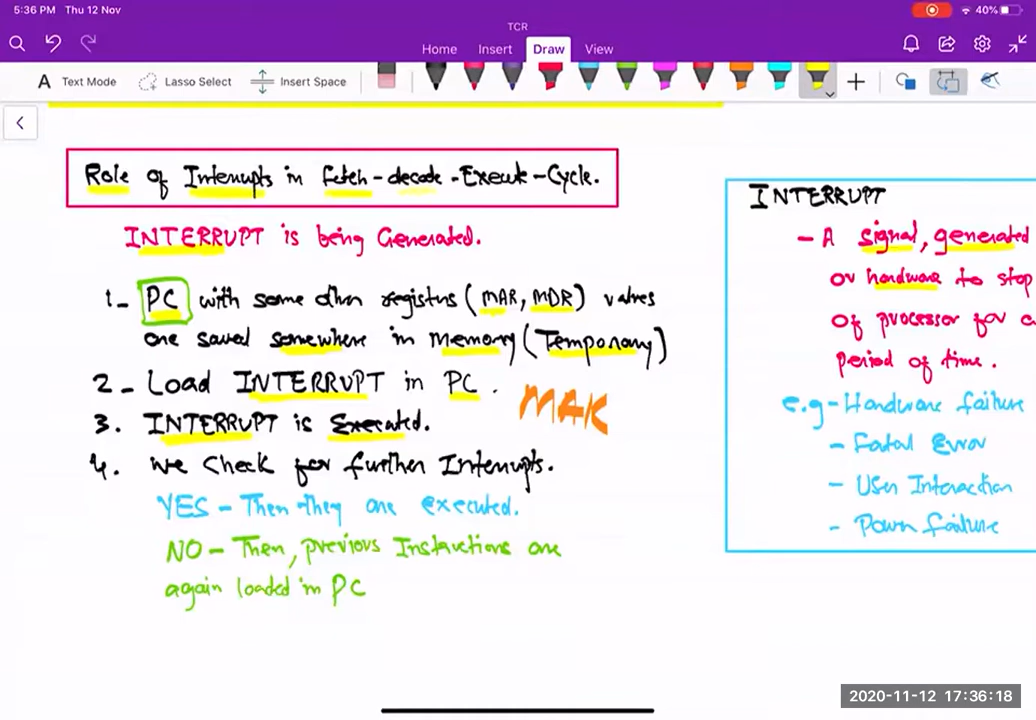 5:36 PM Thu 12 Nov
40%
TCR
Home Insert Draw View
Text Mode Lasso Select Insert Space
Role of Interrupts in fetch-decode-Execute-Cycle.
INTERRUPT is being Generated.
1- PC with some other registers (MAR, MDR) values
are saved somewhere in Memory (Temporary)
2- Load INTERRUPT in PC.
MAK
3. INTERRUPT is Executed.
4. We Check for further Interrupts.
YES - Then they are executed.
NO - Then, previous Instructions are
again loaded in PC
INTERRUPT
- A signal, generated
or hardware to stop
of processor for a
period of time.
e.g - Hardware failure
- Fatal Error
- User Interaction
- Power failure
2020-11-12 17:36:18